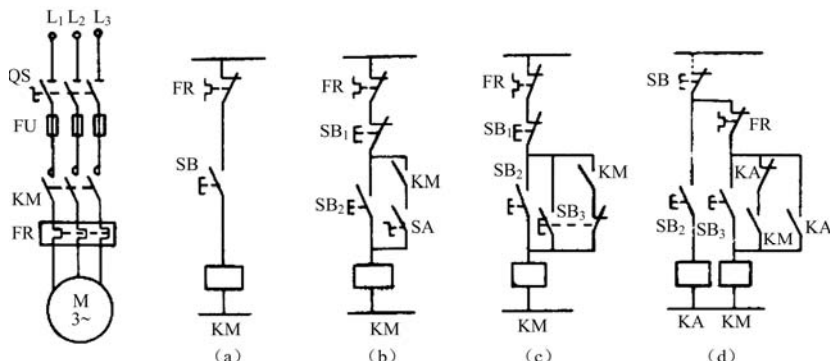 L₁ L₂ L₃
QS
FU
KM
FR
M
3~
FR
SB
KM
(a)
FR
SB₁
KM
SB₂
SA
KM
(b)
FR
SB₁
SB₂
KM
SB₃
KM
(c)
SB
FR
KA
SB₂
SB₃
KM
KA
KA
KM
(d)